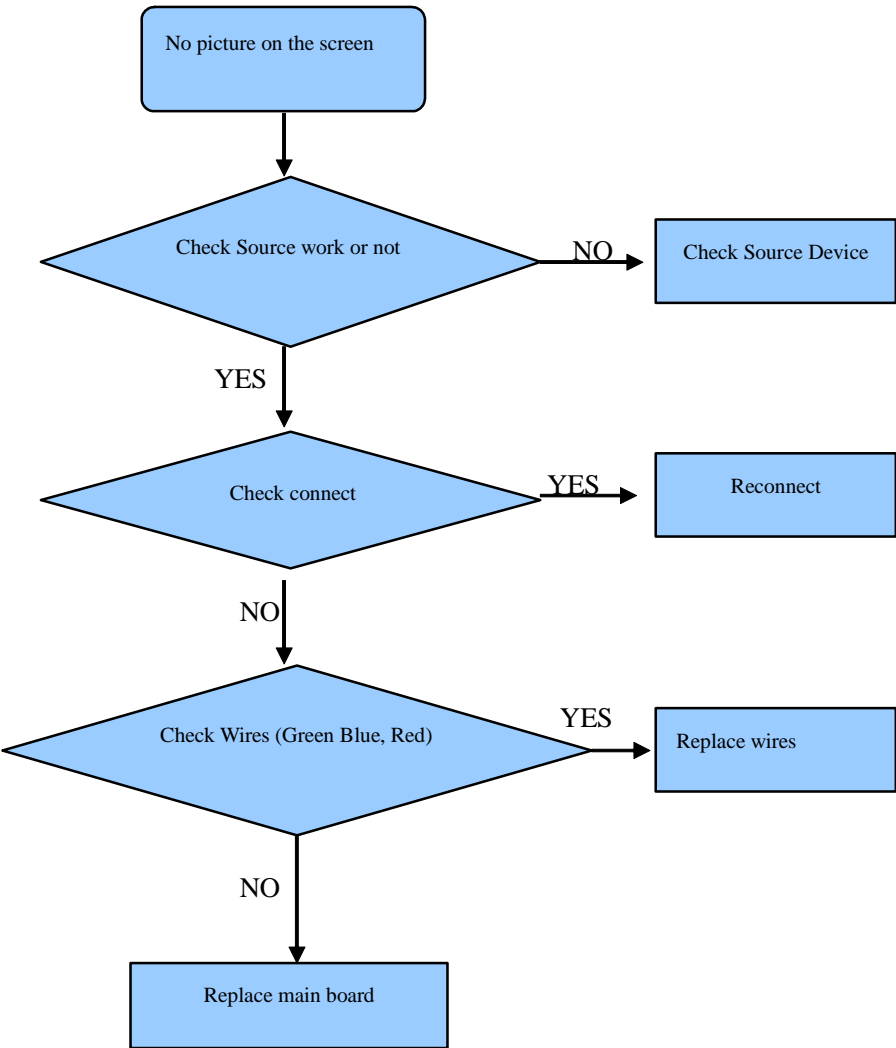 No picture on the screen
Check Source work or not
NO
Check Source Device
YES
Check connect
YES
Reconnect
NO
Check Wires (Green Blue, Red)
YES
Replace wires
NO
Replace main board